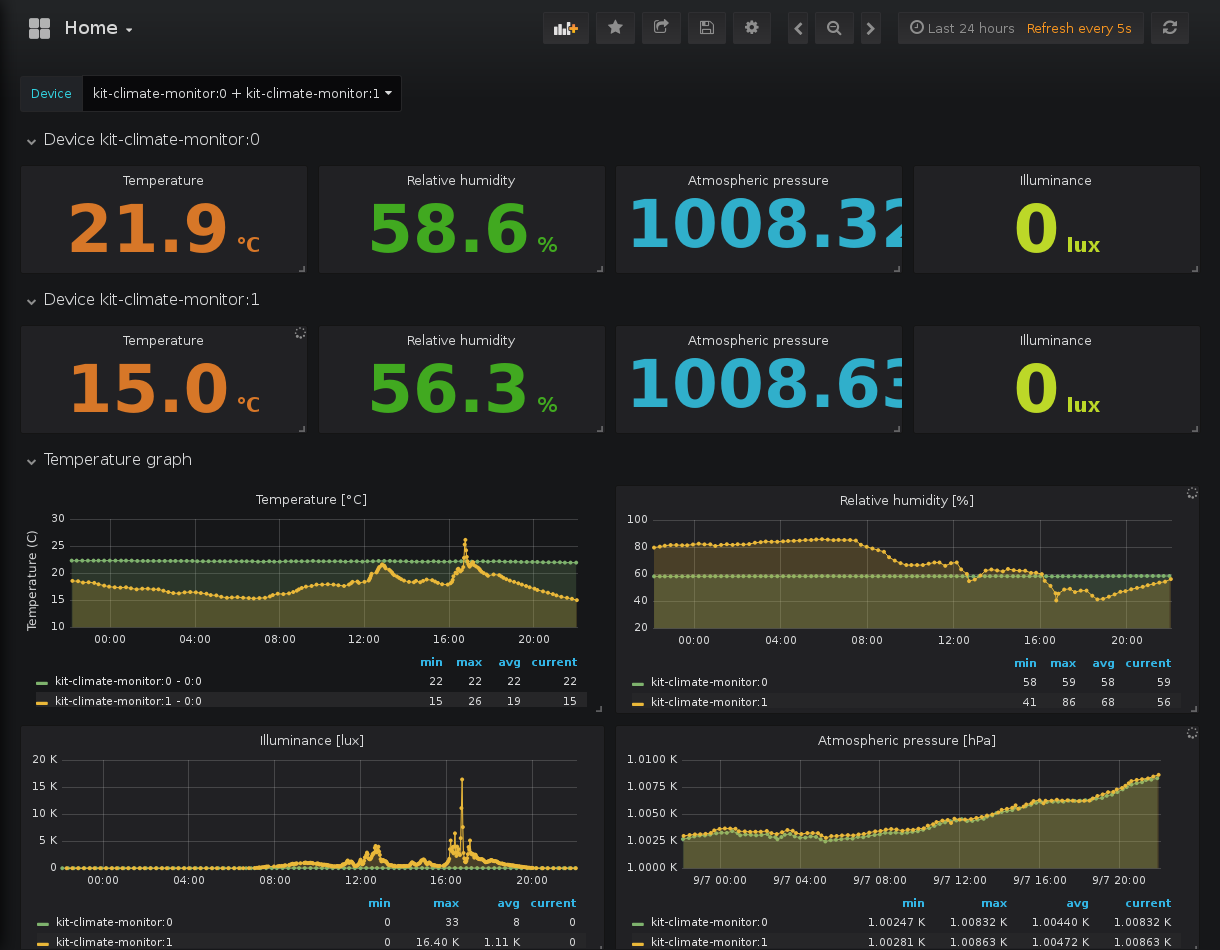 Home
Last 24 hours Refresh every 5s
Device kit-climate-monitor:0 + kit-climate-monitor:1
Device kit-climate-monitor:0
Temperature Relative humidity Atmospheric pressure Illuminance
21.9 °C 58.6 % 1008.32 0 lux
Device kit-climate-monitor:1
Temperature Relative humidity Atmospheric pressure Illuminance
15.0 °C 56.3 % 1008.63 0 lux
Temperature graph
Temperature [°C]
Temperature (C)
30
25
20
15
10
00:00 04:00 08:00 12:00 16:00 20:00
min max avg current
kit-climate-monitor:0 - 0:0 22 22 22 22
kit-climate-monitor:1 - 0:0 15 26 19 15
Relative humidity [%]
100
80
60
40
20
00:00 04:00 08:00 12:00 16:00 20:00
min max avg current
kit-climate-monitor:0 58 59 58 59
kit-climate-monitor:1 41 86 68 56
Illuminance [lux]
20 K
15 K
10 K
5 K
0
00:00 04:00 08:00 12:00 16:00 20:00
min max avg current
kit-climate-monitor:0 0 33 8 0
kit-climate-monitor:1 0 16.40 K 1.11 K 0
Atmospheric pressure [hPa]
1.0100 K
1.0075 K
1.0050 K
1.0025 K
1.0000 K
9/7 00:00 9/7 04:00 9/7 08:00 9/7 12:00 9/7 16:00 9/7 20:00
min max avg current
kit-climate-monitor:0 1.00247 K 1.00832 K 1.00440 K 1.00832 K
kit-climate-monitor:1 1.00281 K 1.00863 K 1.00472 K 1.00863 K